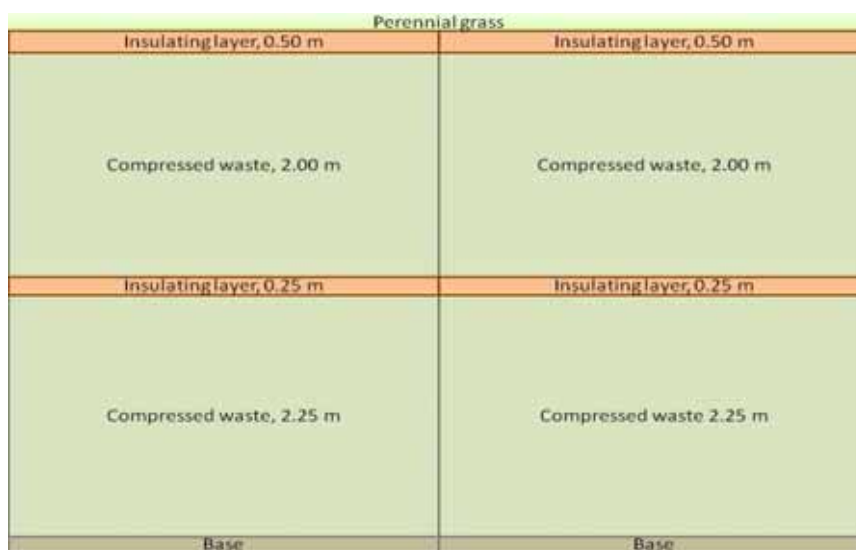 Perennial grass
Insulating layer, 0.50 m
Insulating layer, 0.50 m
Compressed waste, 2.00 m
Compressed waste, 2.00 m
Insulating layer, 0.25 m
Insulating layer, 0.25 m
Compressed waste, 2.25 m
Compressed waste 2.25 m
Base
Base